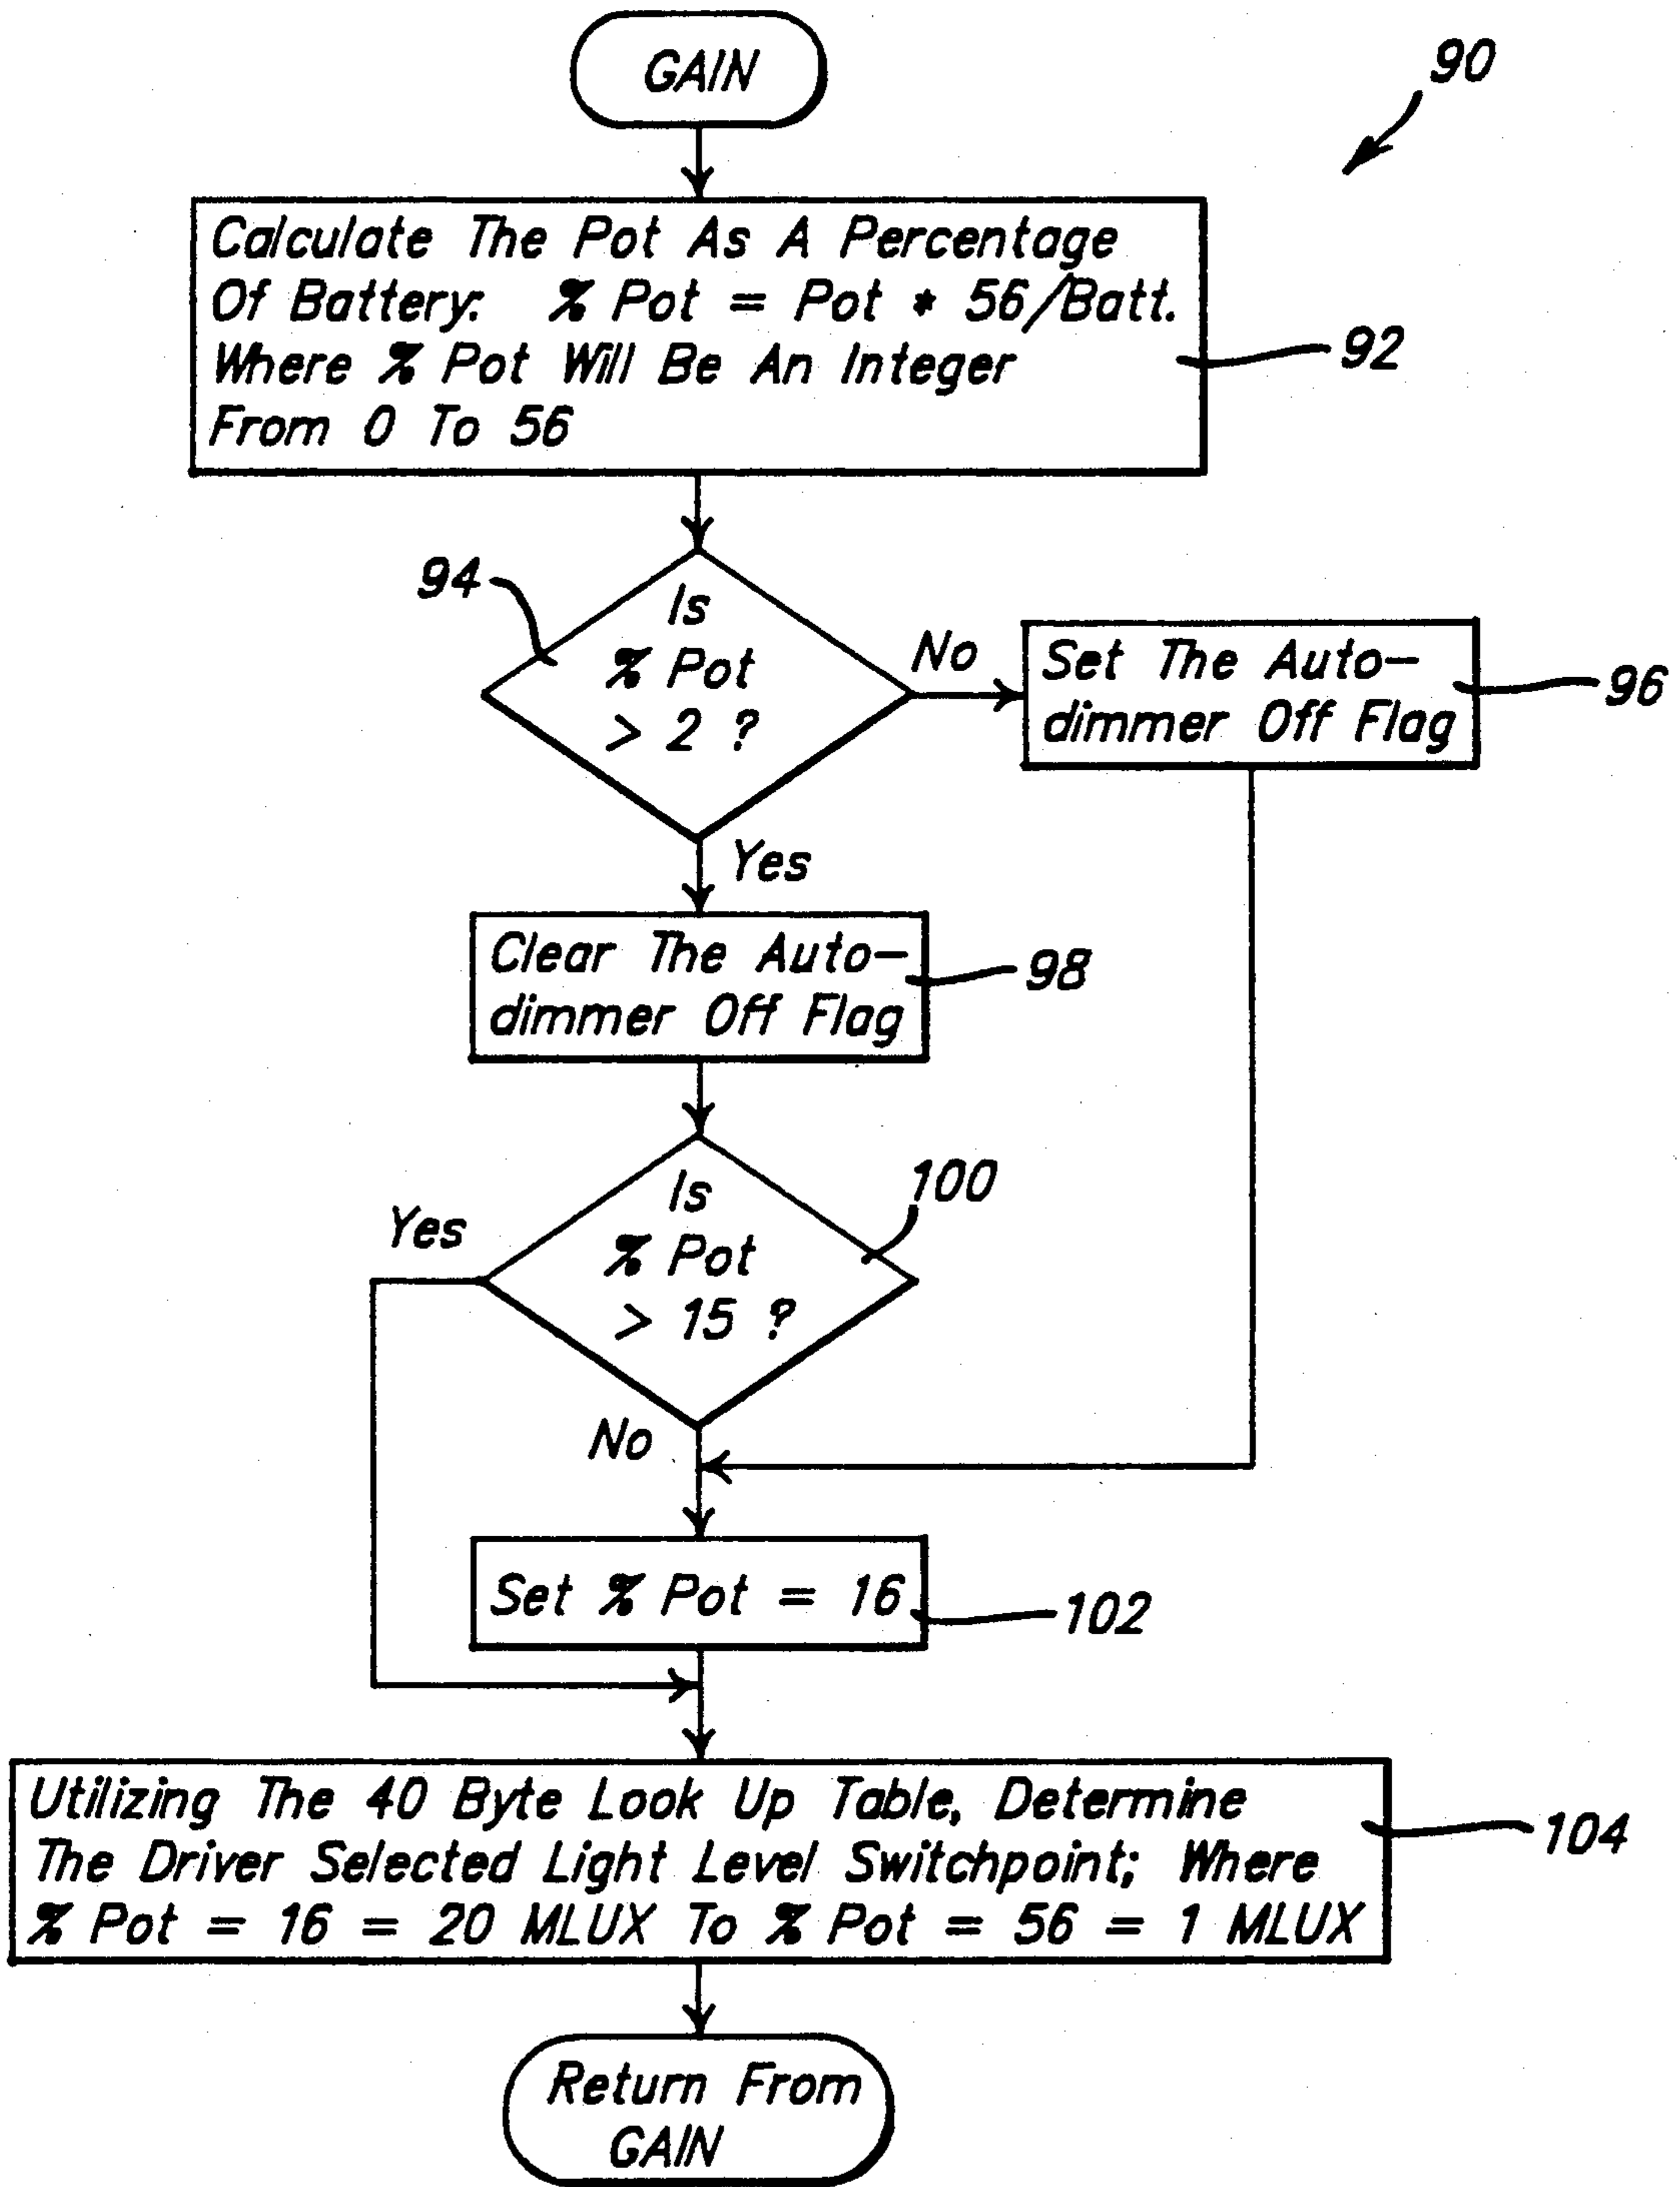 GAIN
90
Calculate The Pot As A Percentage
Of Battery: % Pot = Pot * 56/Batt.
Where % Pot Will Be An Integer
From 0 To 56
92
94
Is
% Pot
> 2 ?
No
Set The Auto-
dimmer Off Flag
96
Yes
Clear The Auto-
dimmer Off Flag
98
Is
% Pot
> 15 ?
100
Yes
No
Set % Pot = 16
102
Utilizing The 40 Byte Look Up Table, Determine
The Driver Selected Light Level Switchpoint; Where
% Pot = 16 = 20 MLUX To % Pot = 56 = 1 MLUX
104
Return From
GAIN